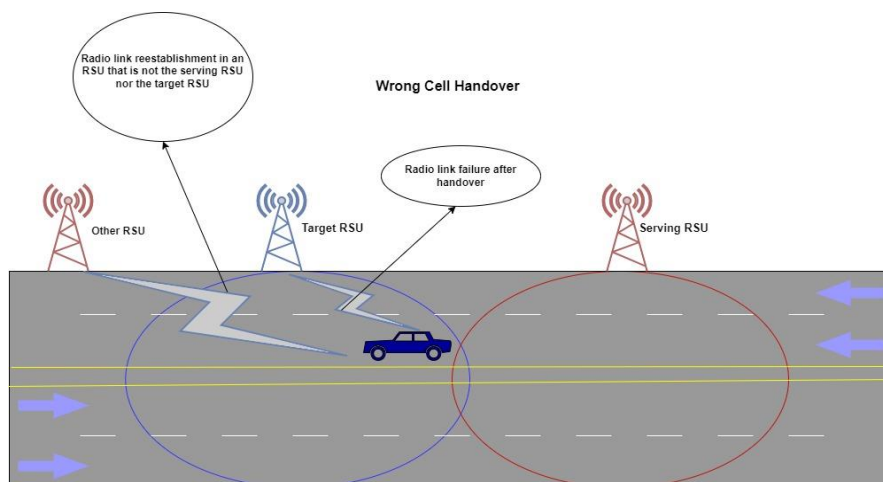 Radio link reestablishment in an
RSU that is not the serving RSU
nor the target RSU
Wrong Cell Handover
Radio link failure after
handover
Other RSU
Target RSU
Serving RSU